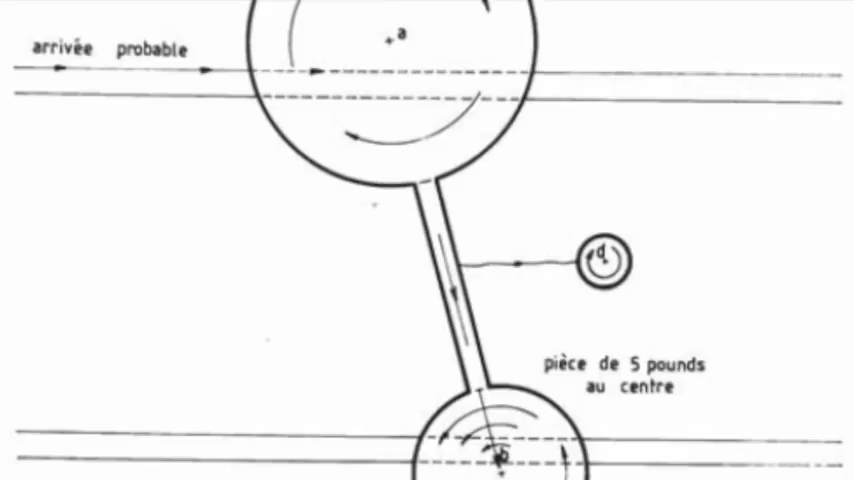 arrivée probable
a
d
pièce de 5 pounds
au centre
b